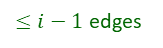 ≤ i − 1 edges